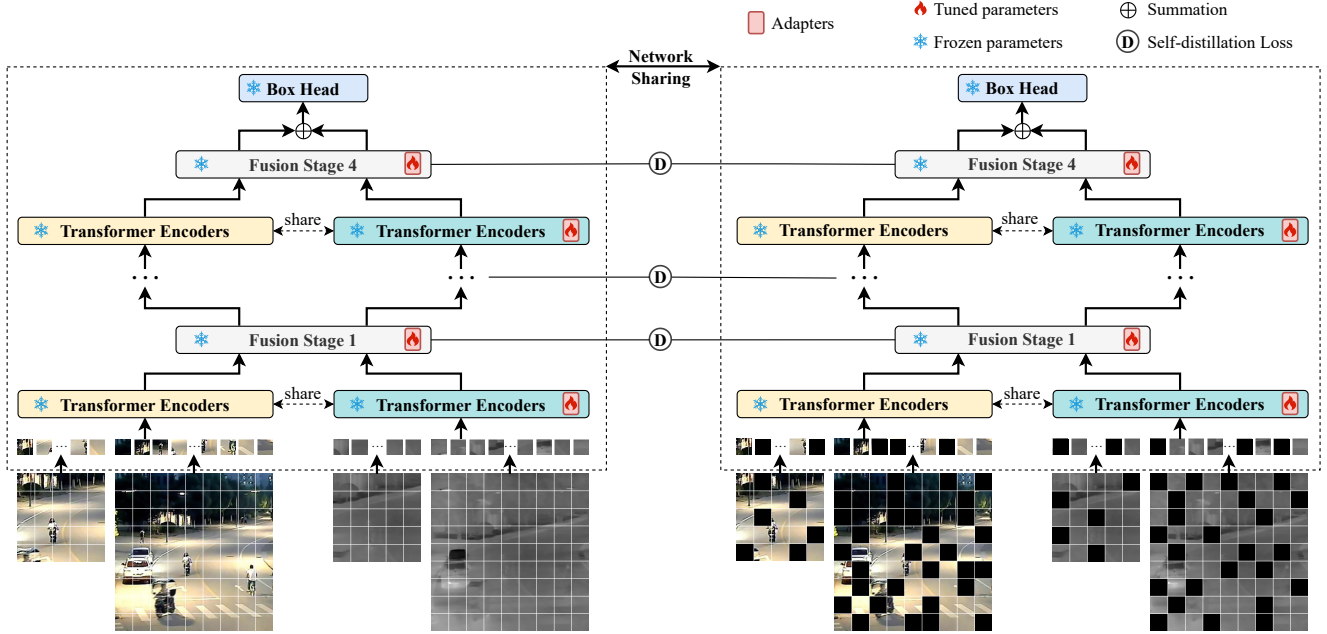 Adapters
Tuned parameters
Frozen parameters
Summation
D Self-distillation Loss
Network
Sharing
Box Head
Box Head
Fusion Stage 4
D
Fusion Stage 4
Transformer Encoders
share
Transformer Encoders
Transformer Encoders
share
Transformer Encoders
...
...
D
...
...
Fusion Stage 1
D
Fusion Stage 1
Transformer Encoders
share
Transformer Encoders
Transformer Encoders
share
Transformer Encoders